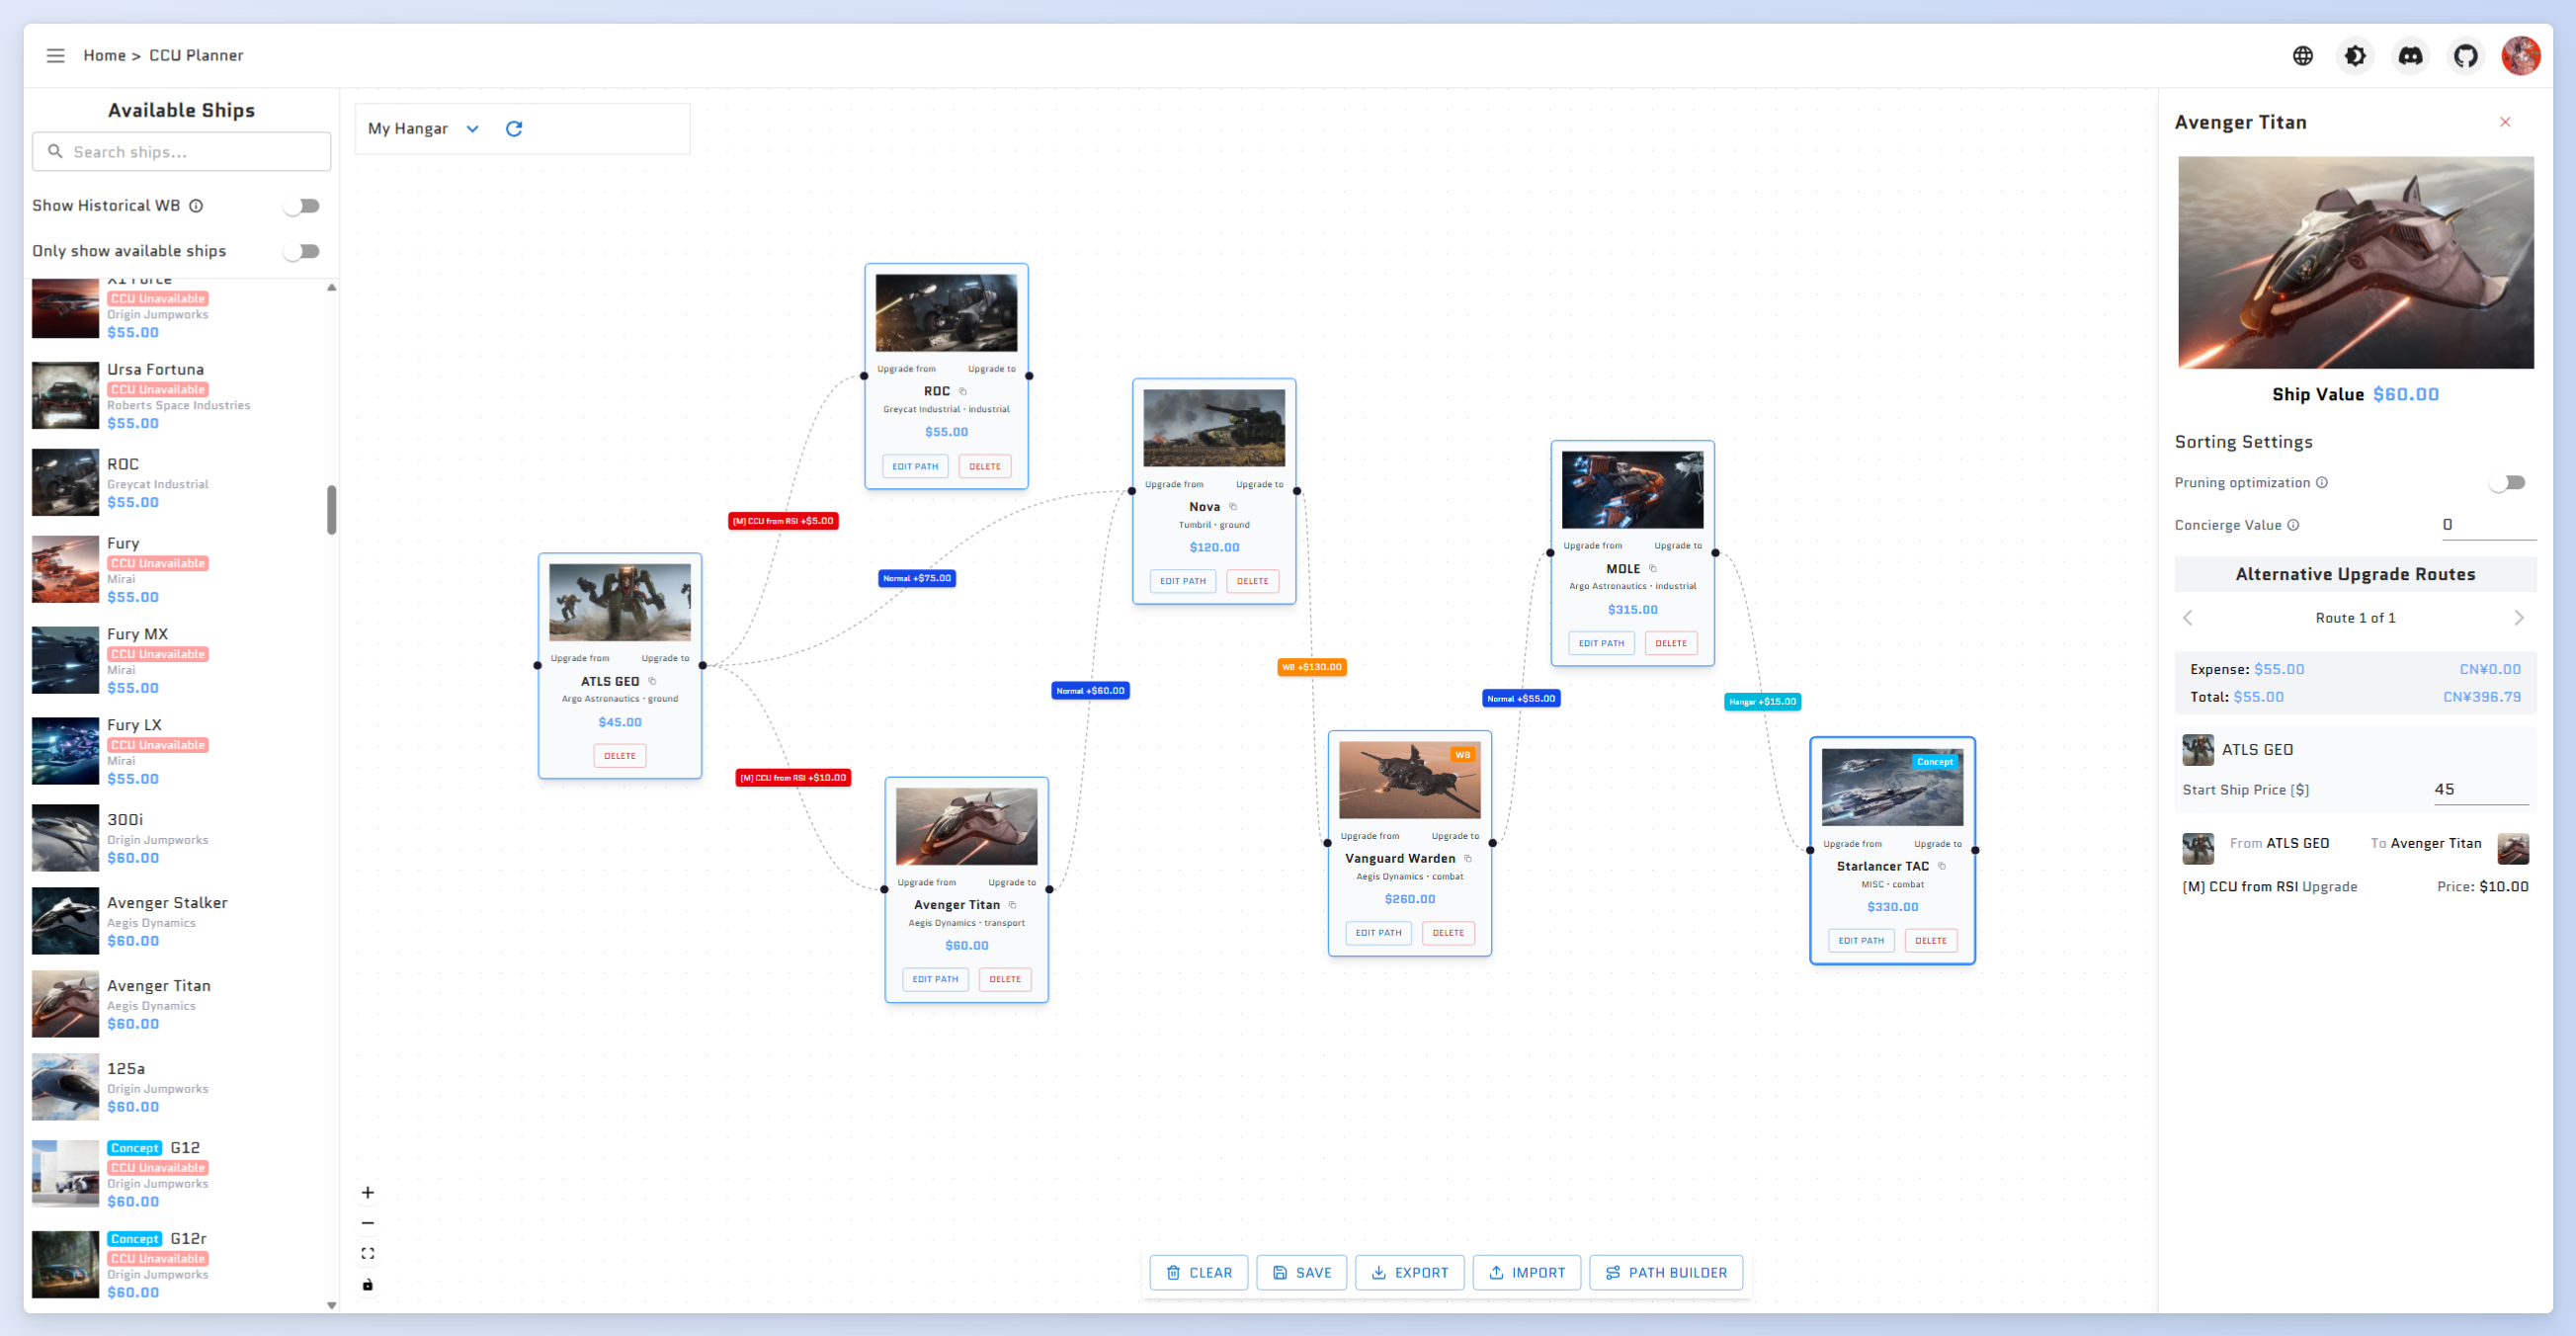 Home > CCU Planner
Available Ships
Search ships...
Show Historical WB
Only show available ships
X1 Force
CCU Unavailable
Origin Jumpworks
$55.00
Ursa Fortuna
CCU Unavailable
Roberts Space Industries
$55.00
ROC
Greycat Industrial
$55.00
Fury
CCU Unavailable
Mirai
$55.00
Fury MX
CCU Unavailable
Mirai
$55.00
Fury LX
CCU Unavailable
Mirai
$55.00
300i
Origin Jumpworks
$60.00
Avenger Stalker
Aegis Dynamics
$60.00
Avenger Titan
Aegis Dynamics
$60.00
125a
Origin Jumpworks
$60.00
Concept G12
CCU Unavailable
Origin Jumpworks
$60.00
Concept G12r
CCU Unavailable
Origin Jumpworks
$60.00
My Hangar
Upgrade from Upgrade to
ATLS GEO
Argo Astronautics · ground
$45.00
DELETE
(M) CCU from RSI +$5.00
Normal +$75.00
(M) CCU from RSI +$10.00
Upgrade from Upgrade to
ROC
Greycat Industrial · industrial
$55.00
EDIT PATH DELETE
Upgrade from Upgrade to
Avenger Titan
Aegis Dynamics · transport
$60.00
EDIT PATH DELETE
Normal +$60.00
Upgrade from Upgrade to
Nova
Tumbril · ground
$120.00
EDIT PATH DELETE
WB +$130.00
WB
Upgrade from Upgrade to
Vanguard Warden
Aegis Dynamics · combat
$260.00
EDIT PATH DELETE
Normal +$55.00
Upgrade from Upgrade to
MOLE
Argo Astronautics · industrial
$315.00
EDIT PATH DELETE
Hangar +$15.00
Concept
Upgrade from Upgrade to
Starlancer TAC
MISC · combat
$330.00
EDIT PATH DELETE
CLEAR
SAVE
EXPORT
IMPORT
PATH BUILDER
Avenger Titan
Ship Value $60.00
Sorting Settings
Pruning optimization
Concierge Value 0
Alternative Upgrade Routes
Route 1 of 1
Expense: $55.00 CN¥0.00
Total: $55.00 CN¥396.79
ATLS GEO
Start Ship Price ($) 45
From ATLS GEO To Avenger Titan
(M) CCU from RSI Upgrade Price: $10.00